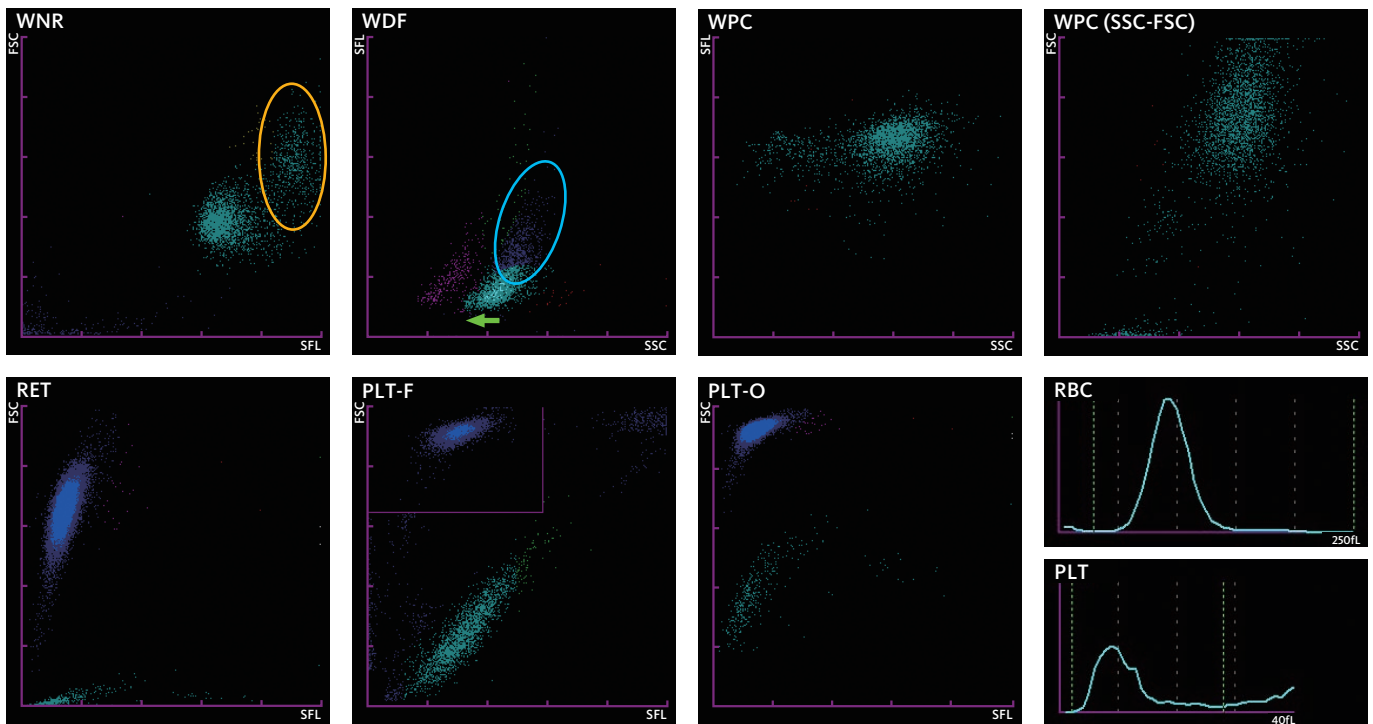 WNR
FSC
SFL
WDF
SFL
SSC
WPC
SFL
SSC
WPC (SSC-FSC)
FSC
SSC
RET
FSC
SFL
PLT-F
FSC
SFL
PLT-O
FSC
SFL
RBC
250fL
PLT
40fL